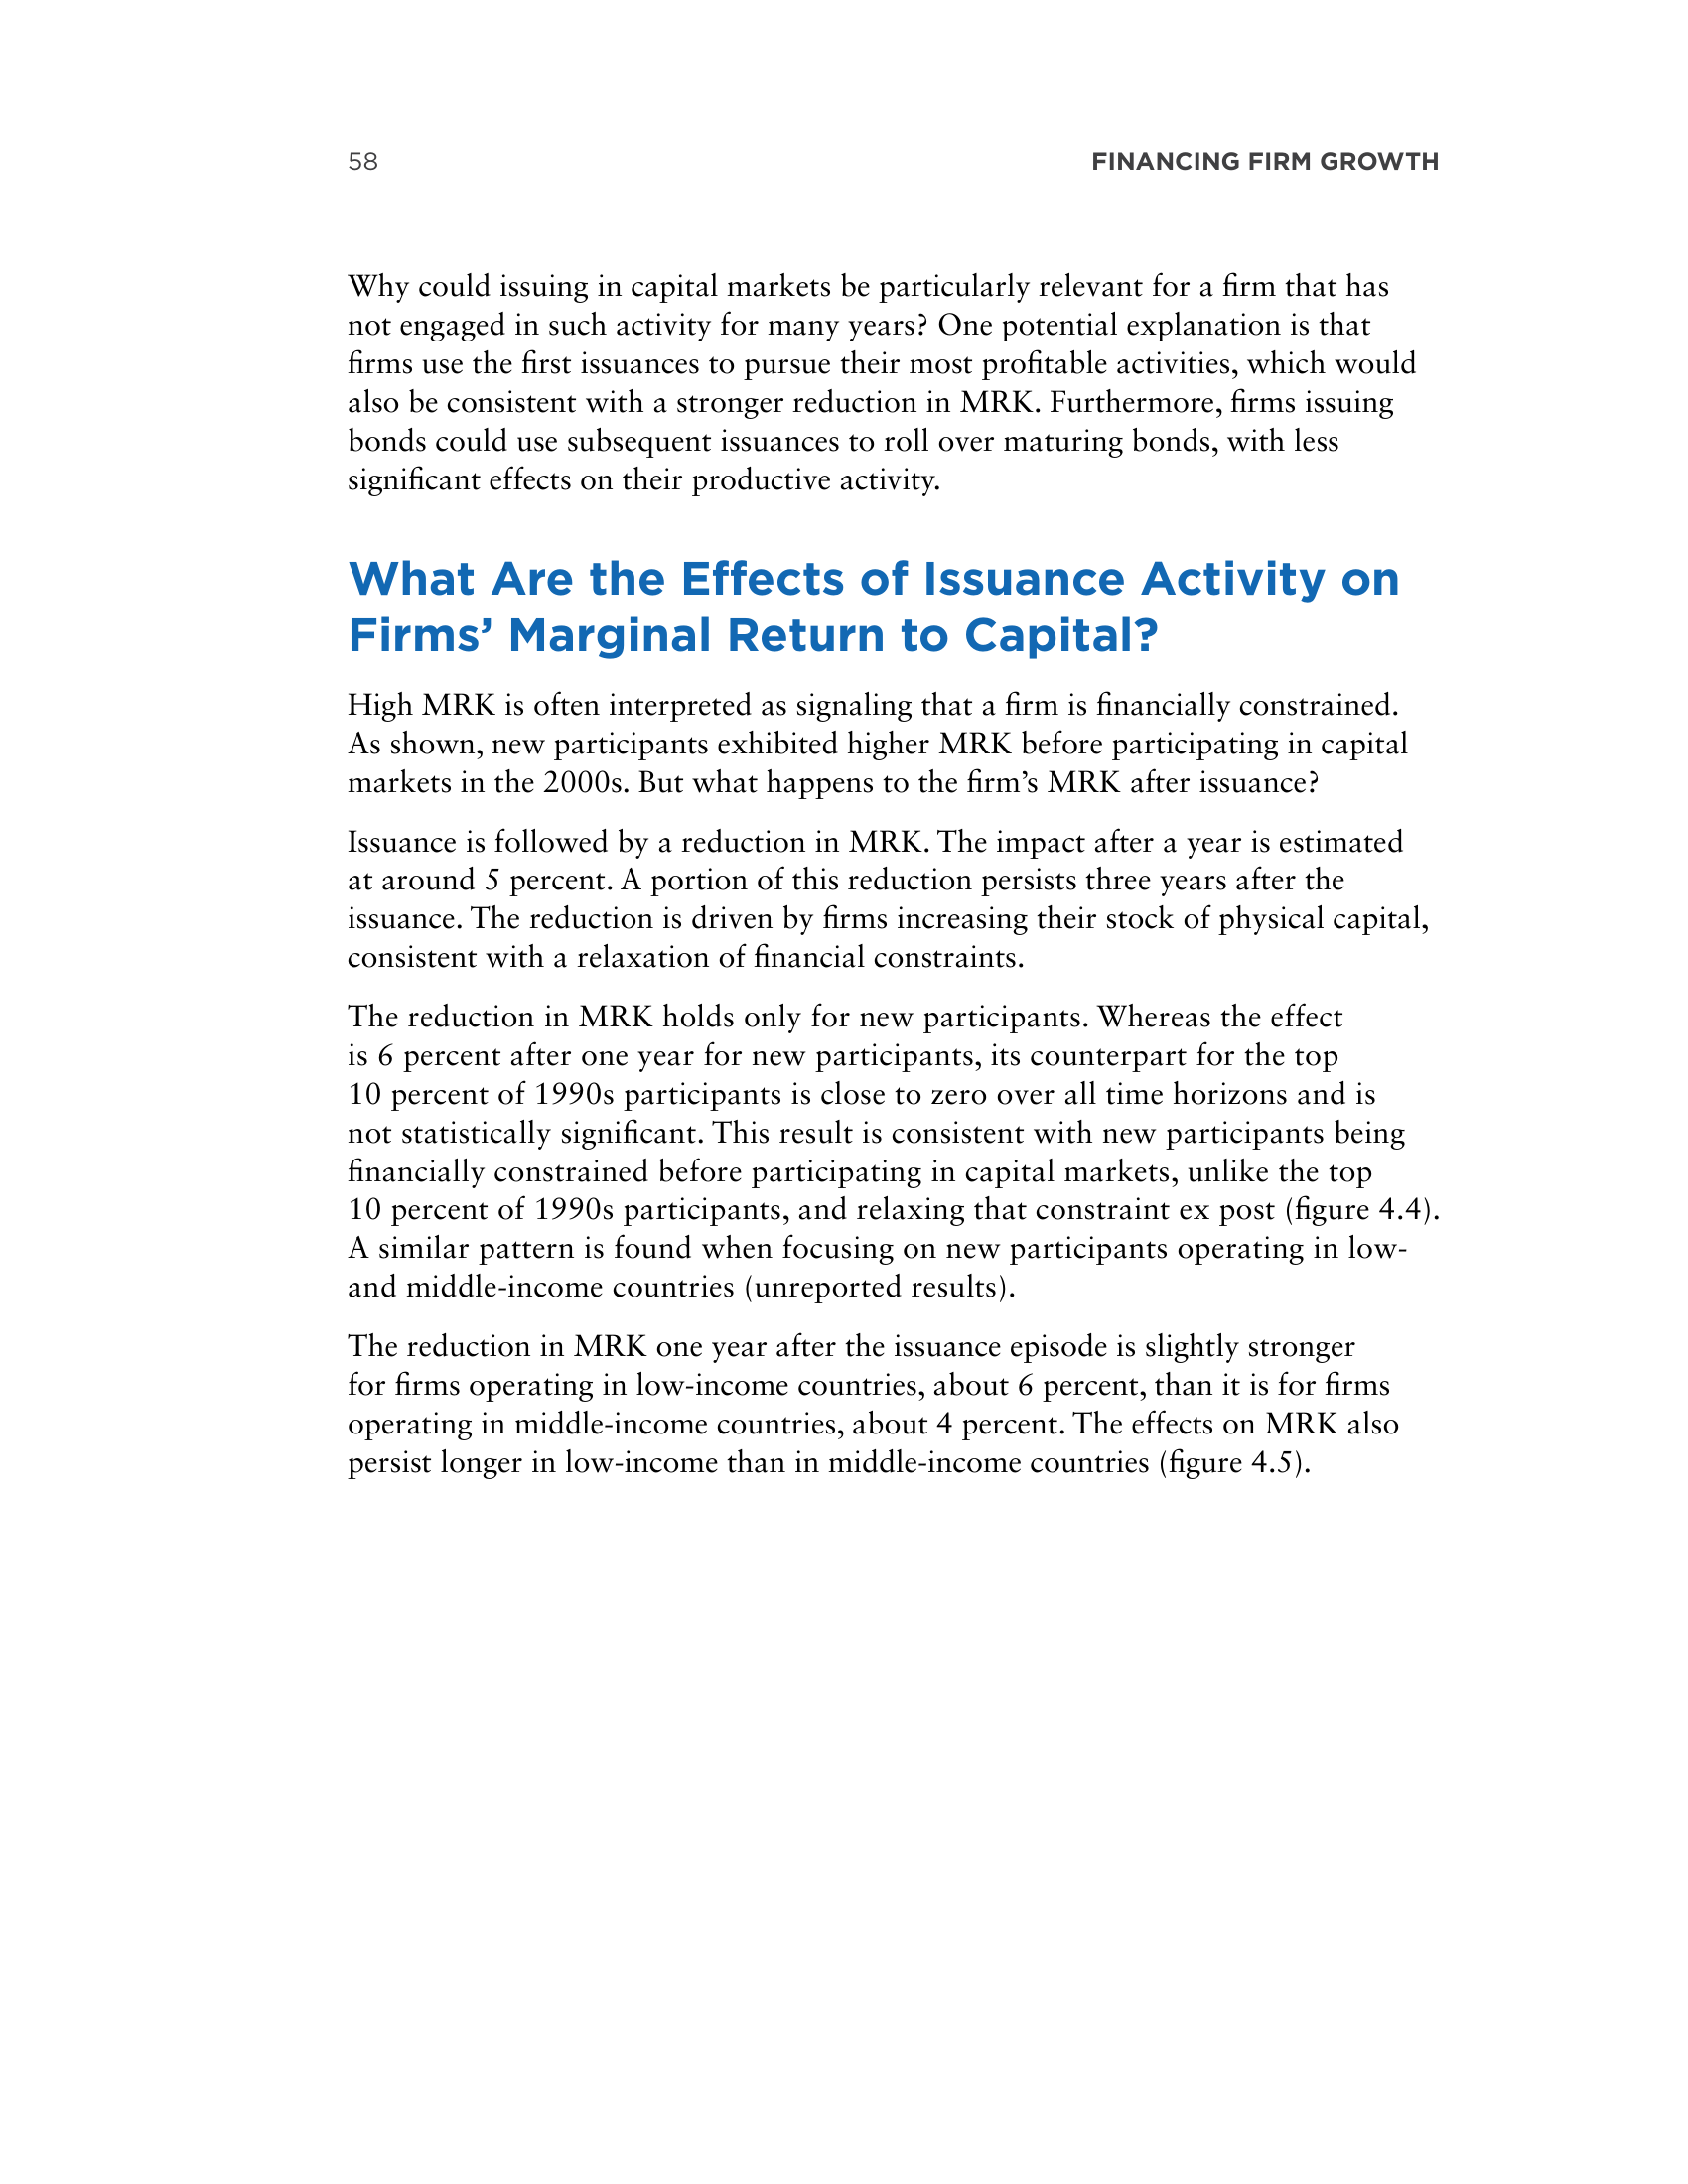 58
FINANCING FIRM GROWTH
Why could issuing in capital markets be particularly relevant for a firm that has
not engaged in such activity for many years? One potential explanation is that
firms use the first issuances to pursue their most profitable activities, which would
also be consistent with a stronger reduction in MRK. Furthermore, firms issuing
bonds could use subsequent issuances to roll over maturing bonds, with less
significant effects on their productive activity.
What Are the Effects of Issuance Activity on
Firms’ Marginal Return to Capital?
High MRK is often interpreted as signaling that a firm is financially constrained.
As shown, new participants exhibited higher MRK before participating in capital
markets in the 2000s. But what happens to the firm’s MRK after issuance?
Issuance is followed by a reduction in MRK. The impact after a year is estimated
at around 5 percent. A portion of this reduction persists three years after the
issuance. The reduction is driven by firms increasing their stock of physical capital,
consistent with a relaxation of financial constraints.
The reduction in MRK holds only for new participants. Whereas the effect
is 6 percent after one year for new participants, its counterpart for the top
10 percent of 1990s participants is close to zero over all time horizons and is
not statistically significant. This result is consistent with new participants being
financially constrained before participating in capital markets, unlike the top
10 percent of 1990s participants, and relaxing that constraint ex post (figure 4.4).
A similar pattern is found when focusing on new participants operating in low-
and middle-income countries (unreported results).
The reduction in MRK one year after the issuance episode is slightly stronger
for firms operating in low-income countries, about 6 percent, than it is for firms
operating in middle-income countries, about 4 percent. The effects on MRK also
persist longer in low-income than in middle-income countries (figure 4.5).